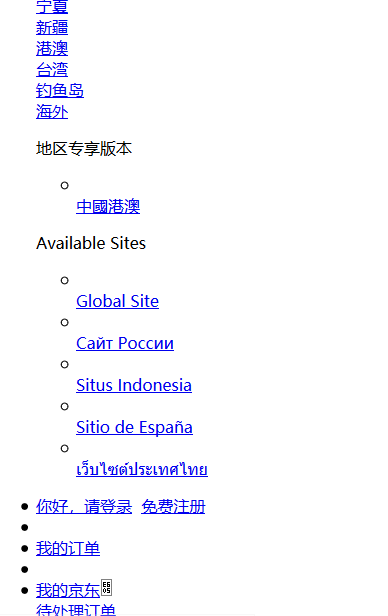 宁夏
新疆
港澳
台湾
钓鱼岛
海外
地区专享版本
中國港澳
Available Sites
Global Site
Сайт России
Situs Indonesia
Sitio de España
เว็บไซต์ประเทศไทย
你好，请登录 免费注册
我的订单
我的京东
待处理订单